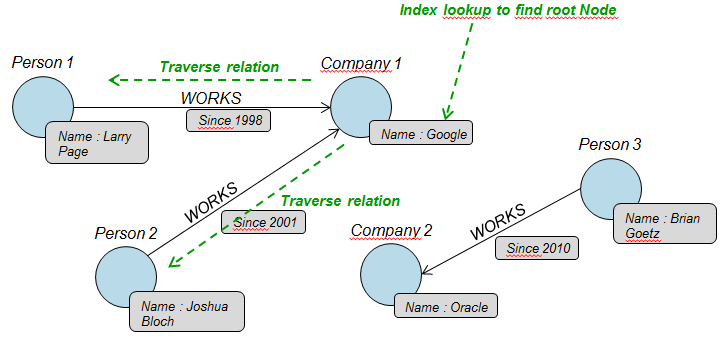 Index lookup to find root Node
Person 1
Traverse relation
Company 1
WORKS
Since 1998
Name : Larry
Page
Name : Google
Person 3
WORKS
Traverse relation
Since 2001
Name : Brian
Goetz
Person 2
Company 2
WORKS
Since 2010
Name : Joshua
Bloch
Name : Oracle